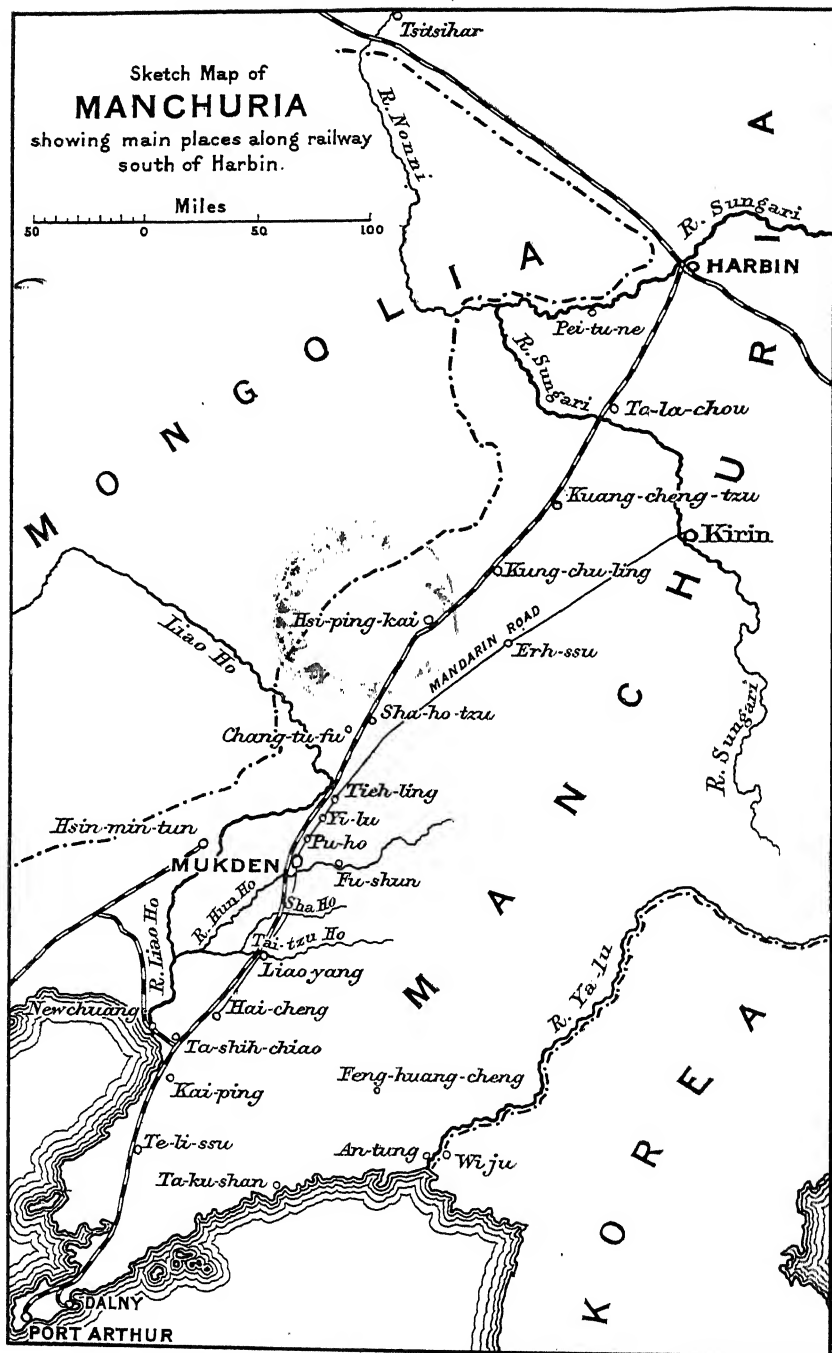 Sketch Map of
MANCHURIA
showing main places along railway
south of Harbin.
Miles
50 0 50 100
Tsitsihar
R. Nonni
R. Sungari
HARBIN
Pei-tu-ne
R. Sungari
Ta-la-chou
MONGOLIA
Kuang-cheng-tzu
Kirin
Kung-chu-ling
Hsi-ping-kai
MANDARIN ROAD
Erh-ssu
Liao Ho
Sha-ho-tzu
Chang-tu-fu
R. Sungari
Tieh-ling
Yi-lu
Hsin-min-tun
Pu-ho
MUKDEN
Fu-shun
R. Hun Ho
Sha Ho
R. Liao Ho
Tai-tzu Ho
Liao yang
MANCHURIA
R. Ya-lu
Newchuang
Hai-cheng
Ta-shih-chiao
Kai-ping
Feng-huang-cheng
Te-li-ssu
An-tung
Wi ju
Ta-ku-shan
KOREA
DALNY
PORT ARTHUR